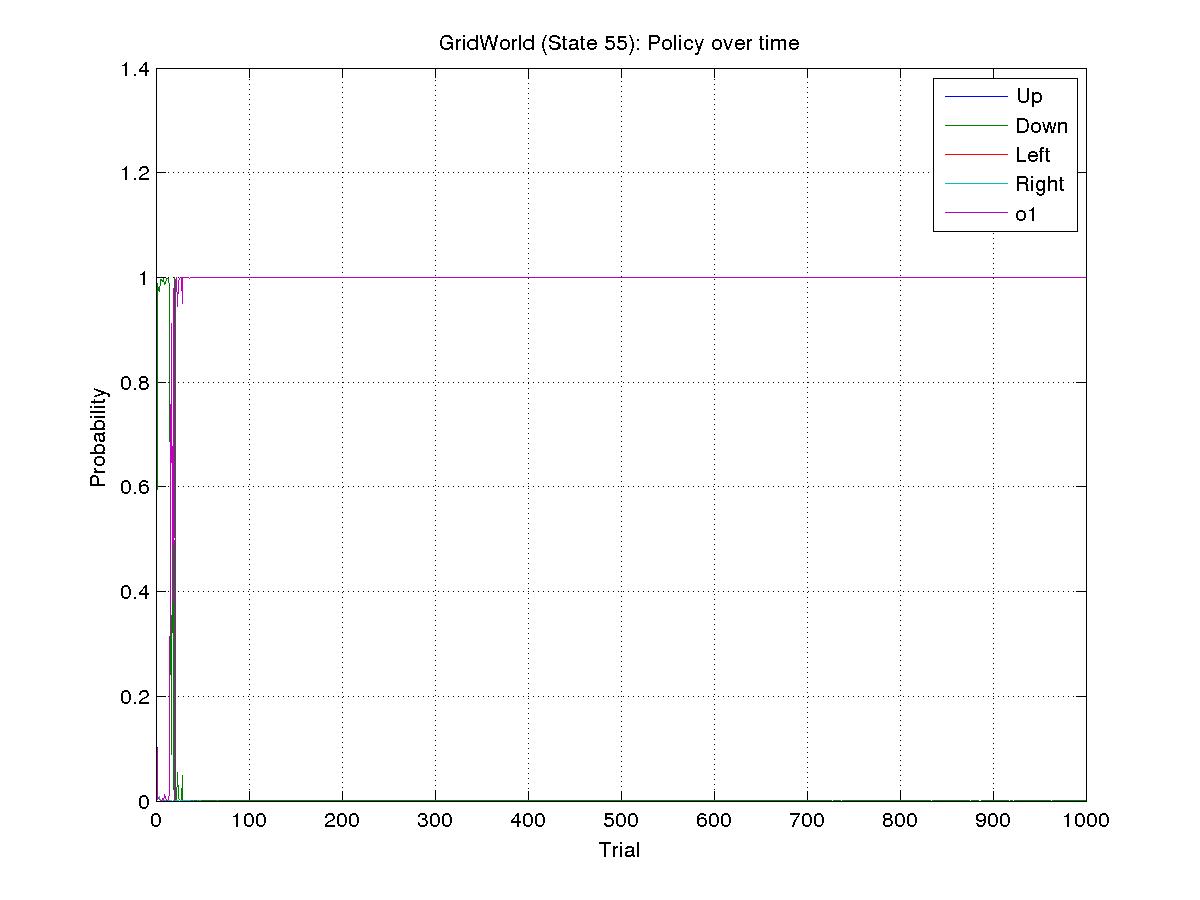 GridWorld (State 55): Policy over time
1.4
1.2
1
0.8
0.6
0.4
0.2
0
Probability
Up
Down
Left
Right
o1
0 100 200 300 400 500 600 700 800 900 1000
Trial